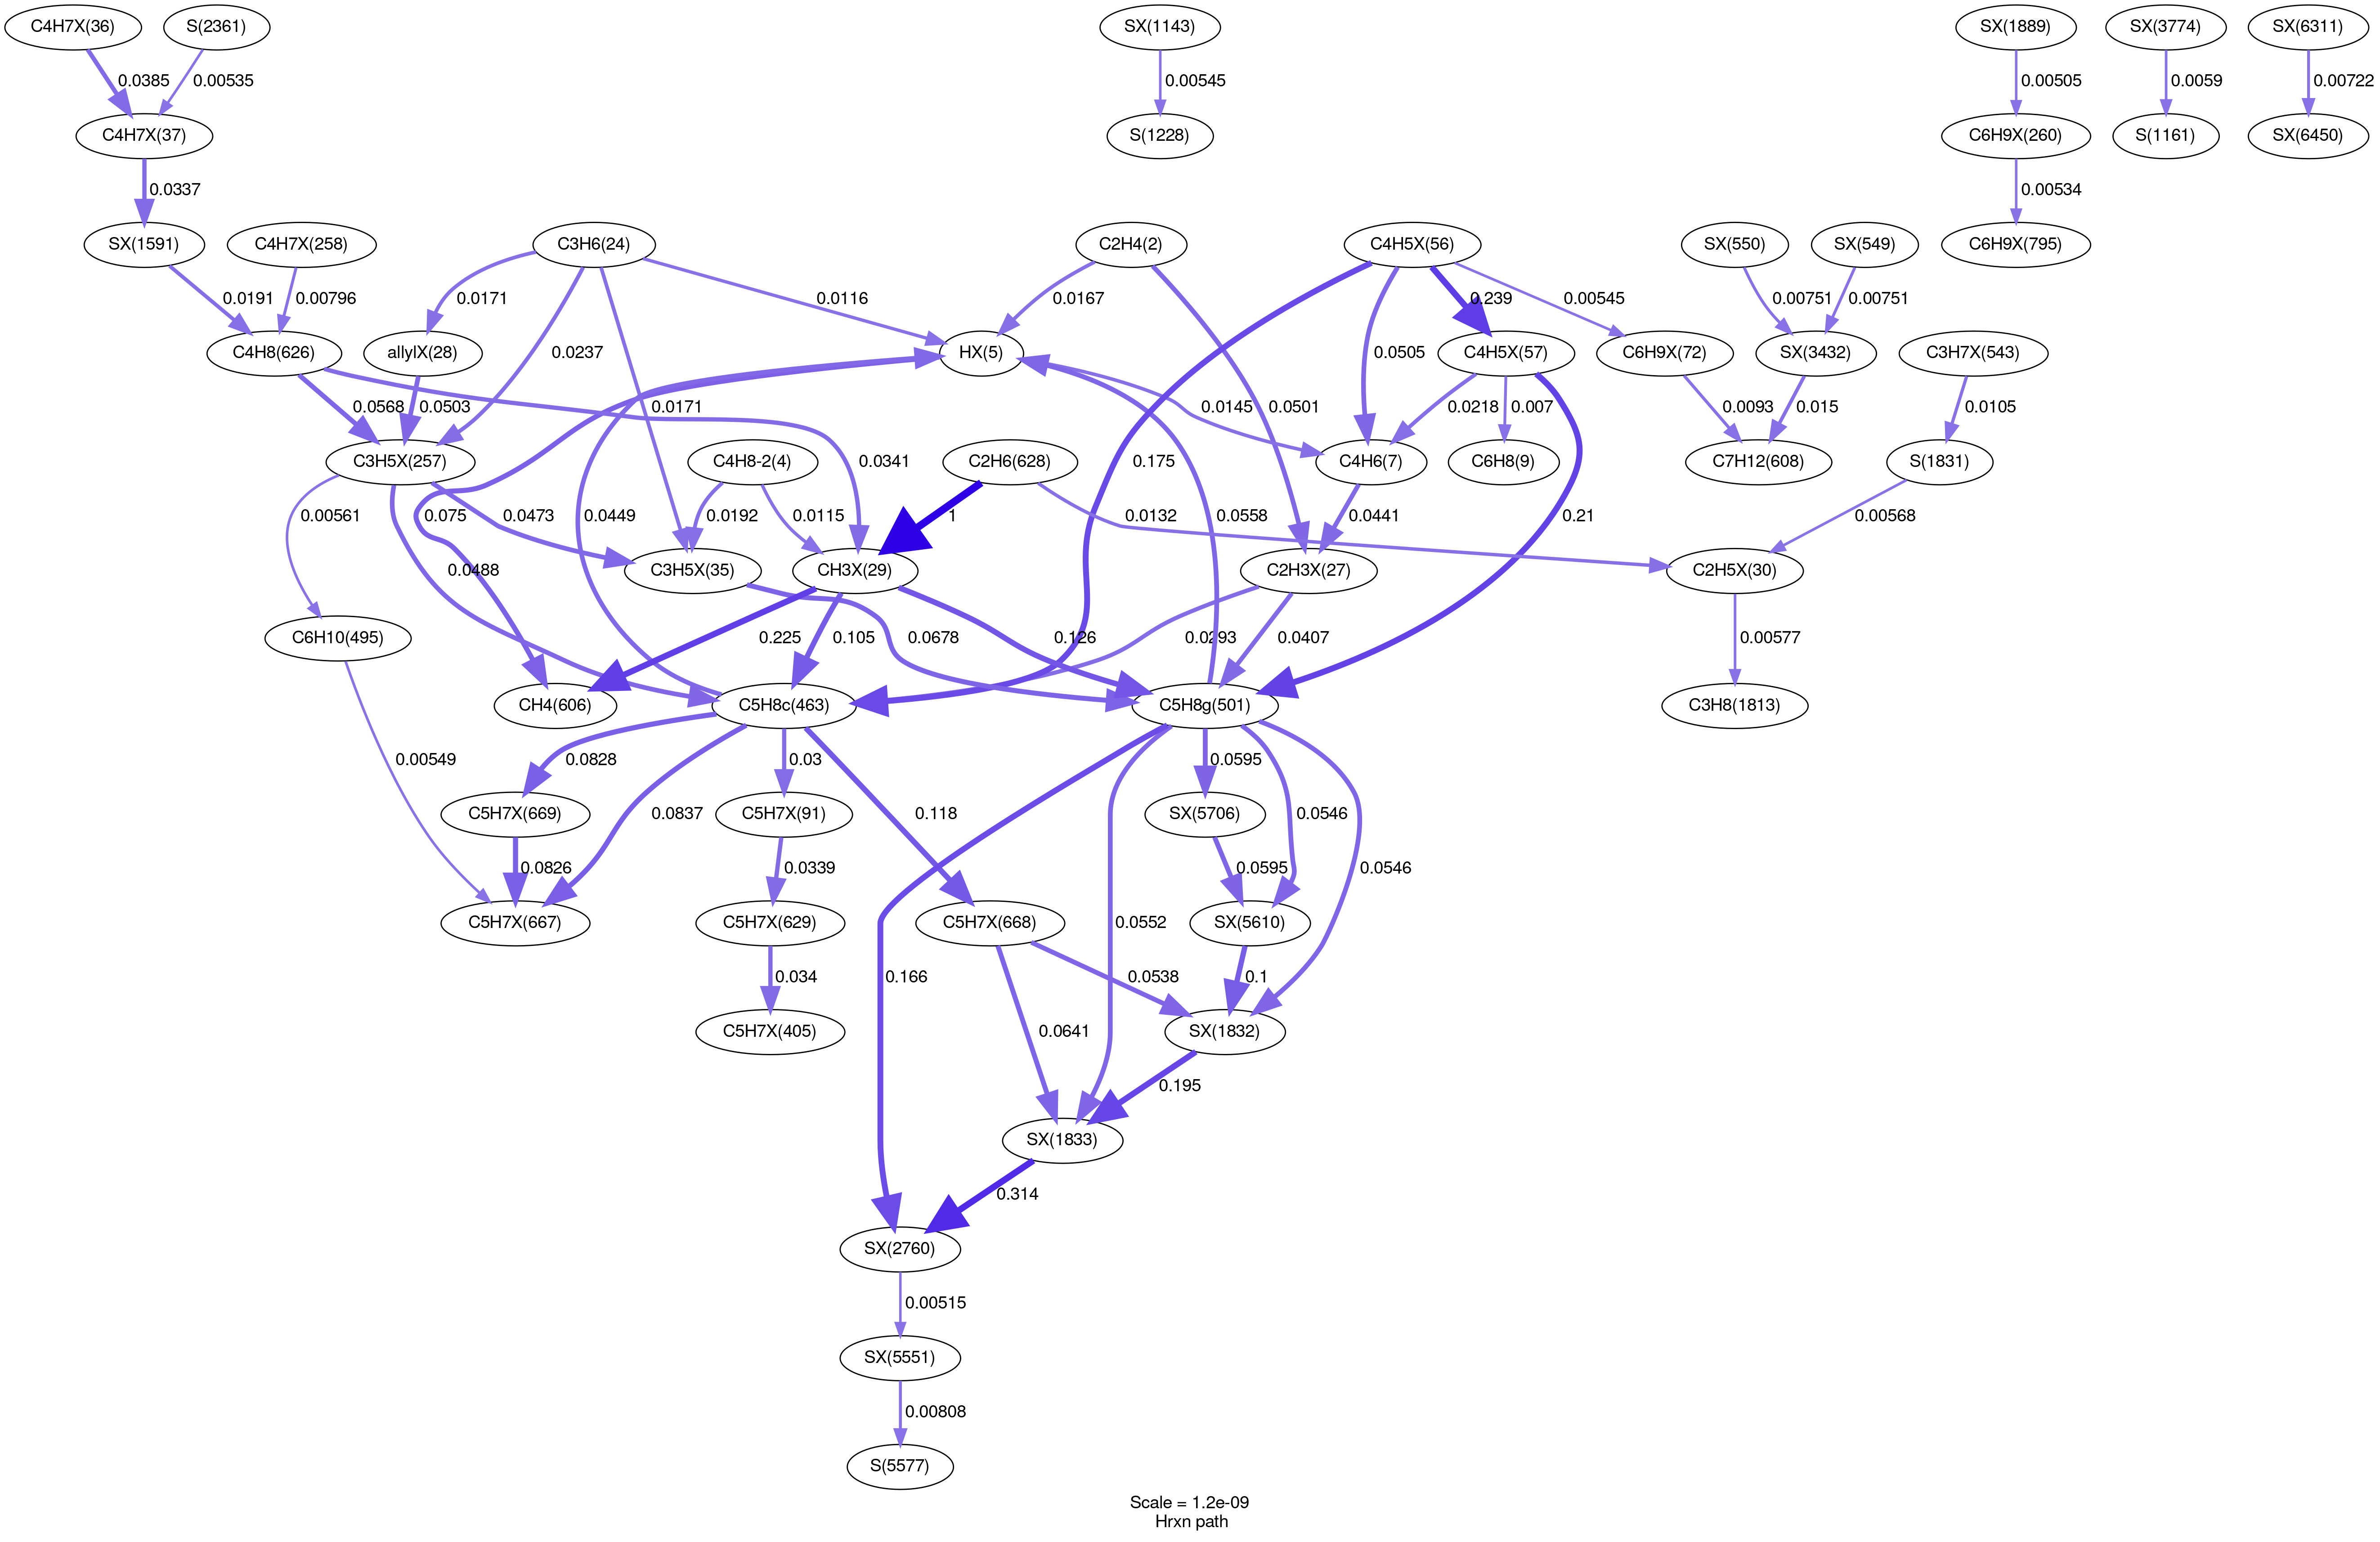 C4H7X(36)
S(2361)
SX(1143)
SX(1889)
SX(3774)
SX(6311)
0.0385
0.00535
0.00545
0.00505
0.0059
0.00722
C4H7X(37)
S(1228)
C6H9X(260)
S(1161)
SX(6450)
0.0337
0.00534
SX(1591)
C4H7X(258)
C3H6(24)
C2H4(2)
C4H5X(56)
SX(550)
SX(549)
C6H9X(795)
0.0191
0.00796
0.0171
0.0116
0.0167
0.239
0.00545
0.00751
0.00751
C4H8(626)
allylX(28)
0.0237
HX(5)
0.0505
C4H5X(57)
C6H9X(72)
SX(3432)
C3H7X(543)
0.0568
0.0503
0.0171
0.0145
0.0501
0.0218
0.007
0.0093
0.015
0.0105
C3H5X(257)
C4H8-2(4)
0.0341
C2H6(628)
0.175
C4H6(7)
C6H8(9)
C7H12(608)
S(1831)
0.00561
0.075
0.0473
0.0449
0.0192
0.0115
1
0.0132
0.0558
0.0441
0.21
0.00568
0.0488
C3H5X(35)
CH3X(29)
C2H3X(27)
C2H5X(30)
C6H10(495)
0.225
0.105
0.0678
0.126
0.0293
0.0407
0.00577
CH4(606)
C5H8c(463)
C5H8g(501)
C3H8(1813)
0.00549
0.0828
0.03
0.0595
C5H7X(669)
0.0837
C5H7X(91)
0.118
SX(5706)
0.0546
0.0826
0.0339
0.0595
0.0546
C5H7X(667)
C5H7X(629)
C5H7X(668)
0.0552
SX(5610)
0.034
0.166
0.0538
0.1
C5H7X(405)
0.0641
SX(1832)
0.195
SX(1833)
0.314
SX(2760)
0.00515
SX(5551)
0.00808
S(5577)
Scale = 1.2e-09
Hrxn path